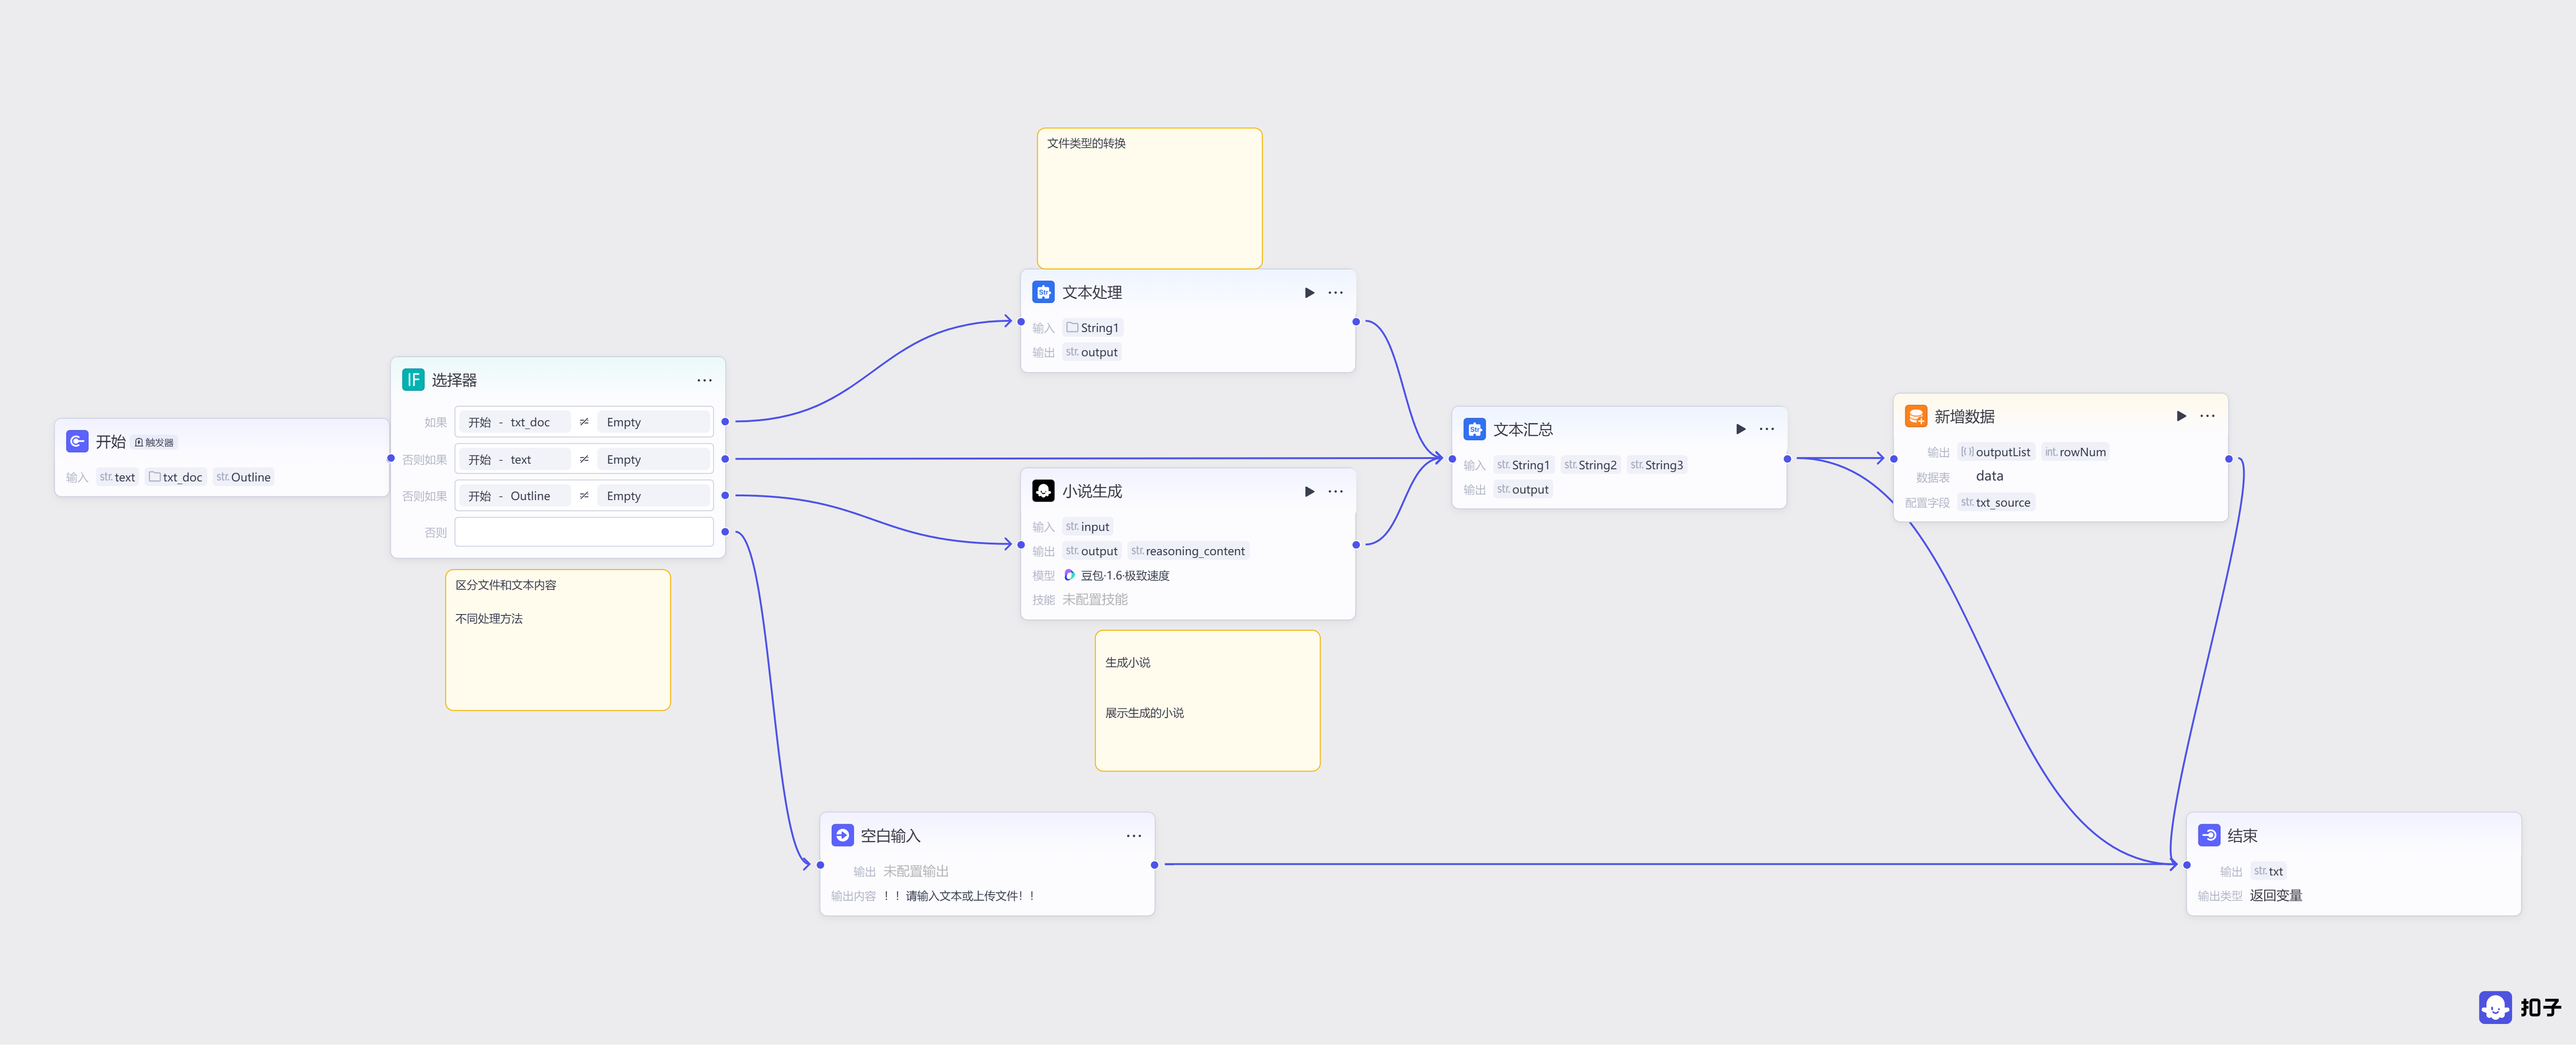 文件类型的转换
文本处理
输入 String1
输出 str. output
IF 选择器
如果 开始 - txt_doc ≠ Empty
否则如果 开始 - text ≠ Empty
否则如果 开始 - Outline ≠ Empty
否则
开始 触发器
输入 str. text txt_doc str. Outline
区分文件和文本内容
不同处理方法
小说生成
输入 str. input
输出 str. output str. reasoning_content
模型 豆包·1.6·极致速度
技能 未配置技能
生成小说
展示生成的小说
文本汇总
输入 str. String1 str. String2 str. String3
输出 str. output
新增数据
输出 [{}] outputList int. rowNum
数据表 data
配置字段 str. txt_source
空白输入
输出 未配置输出
输出内容 ！！请输入文本或上传文件！！
结束
输出 str. txt
输出类型 返回变量
扣子